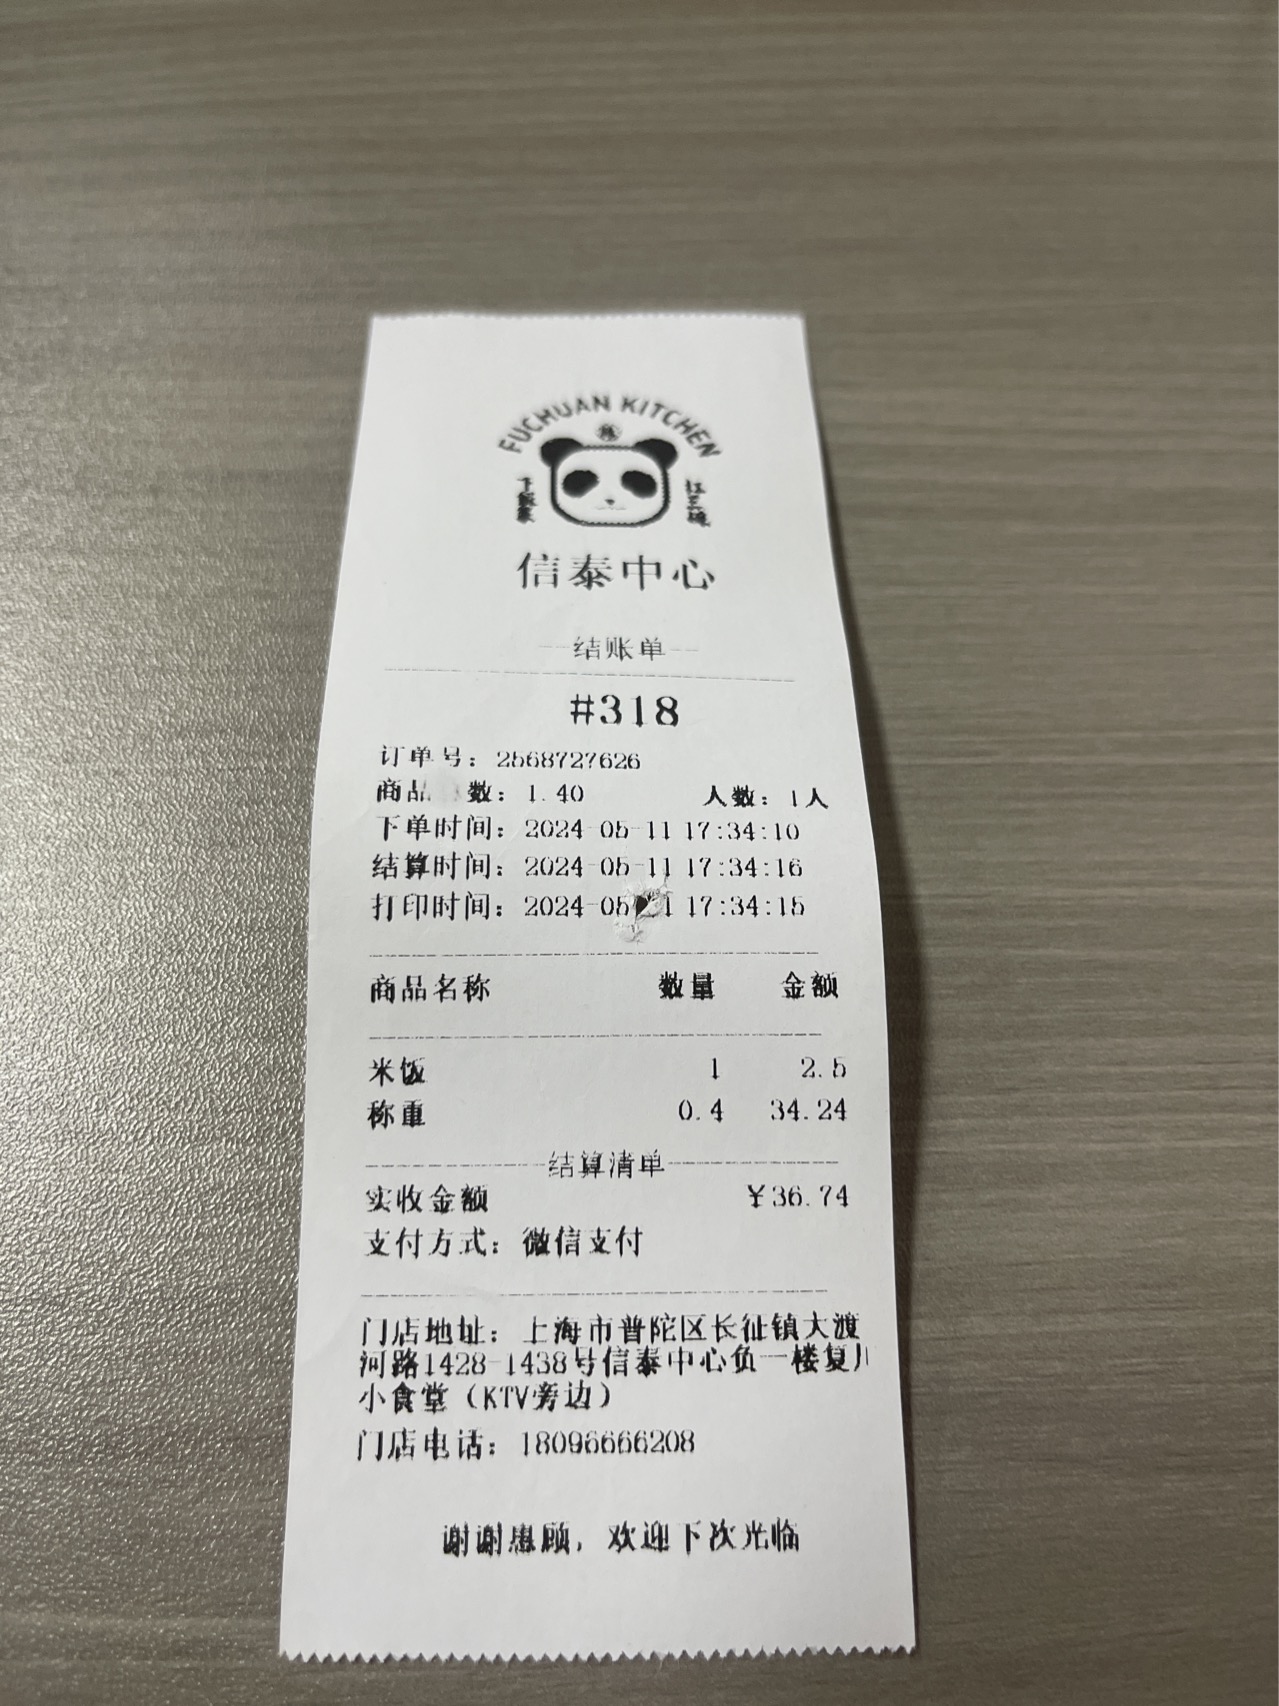 FUCHUAN KITCHEN
信泰中心
结账单
#318
订单号：2568727626
商品 数：1.40 人数：1人
下单时间：2024-05-11 17:34:10
结算时间：2024-05-11 17:34:16
打印时间：2024-05 1 17:34:15
商品名称 数量 金额
米饭 1 2.5
称重 0.4 34.24
结算清单
实收金额 ¥36.74
支付方式：微信支付
门店地址：上海市普陀区长征镇大渡
河路1428-1438号信泰中心负一楼复川
小食堂（KTV旁边）
门店电话：18096666208
谢谢惠顾，欢迎下次光临